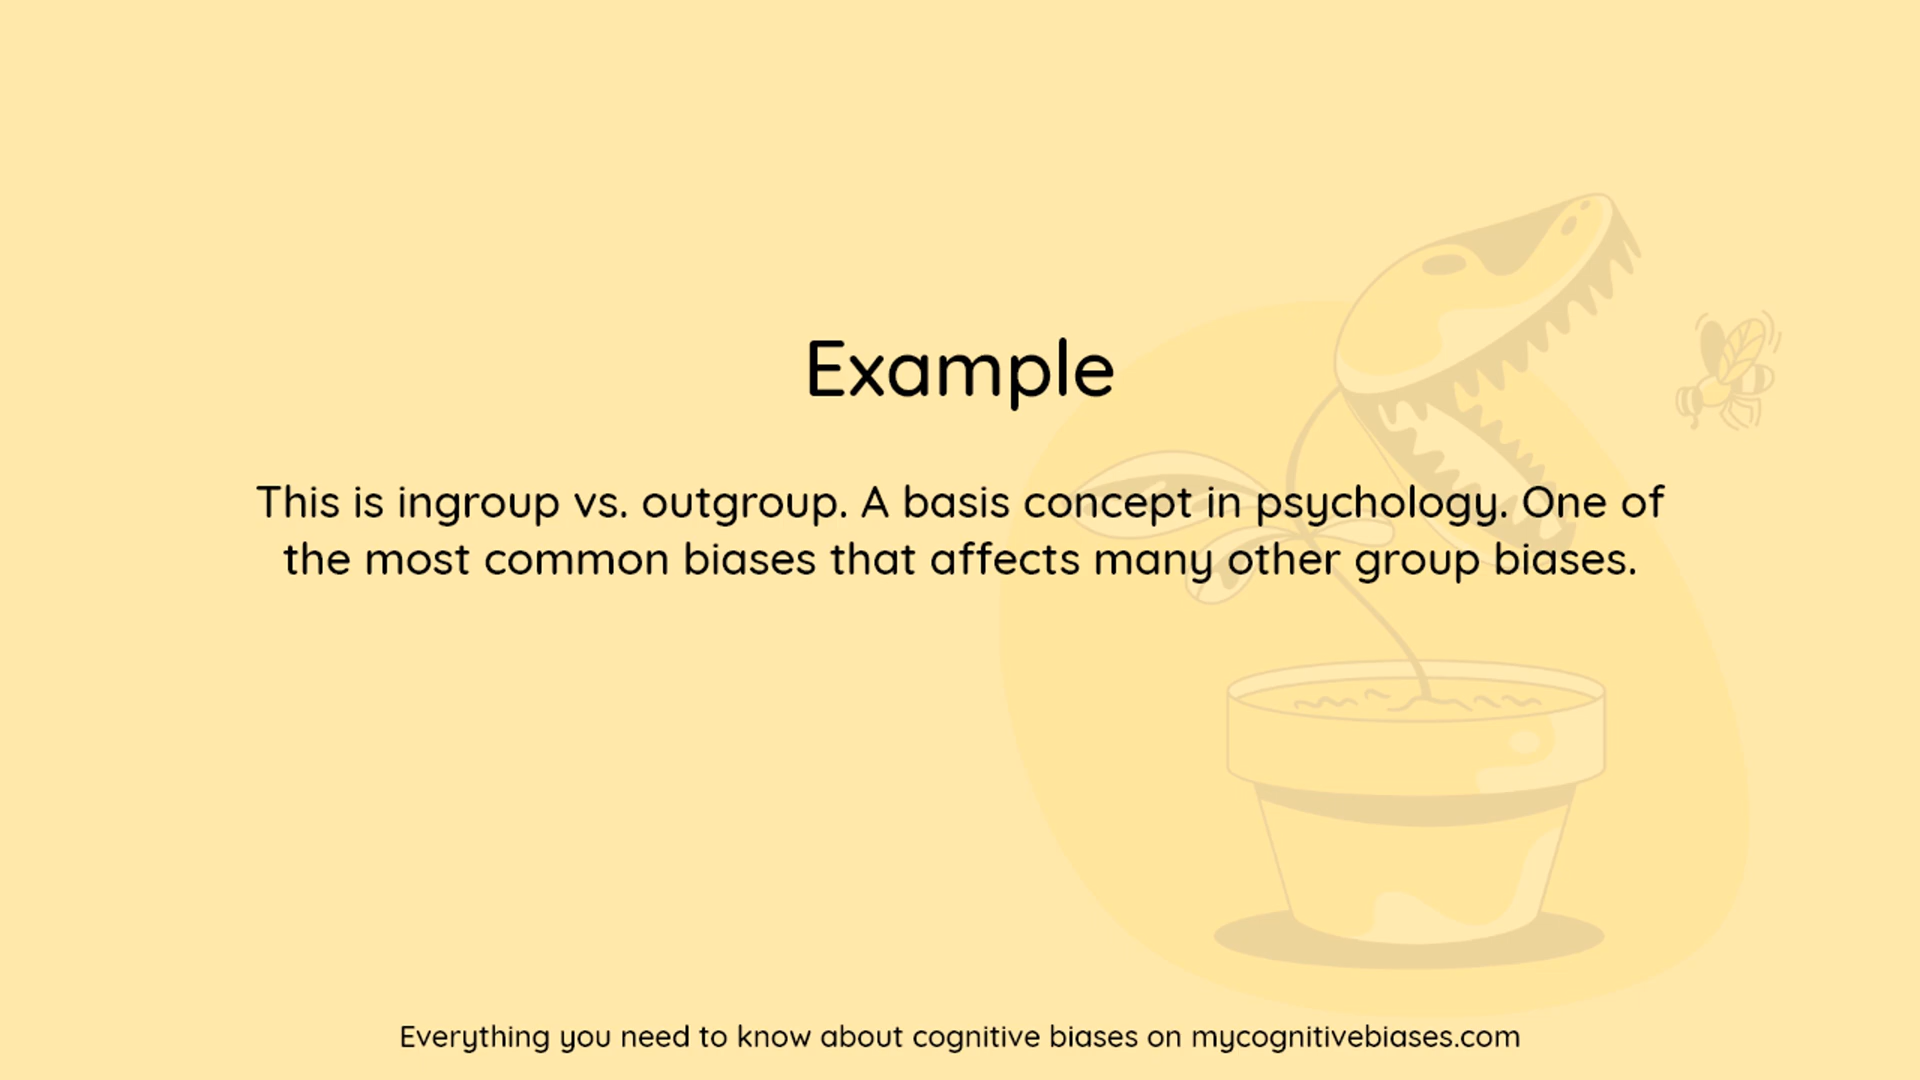 Example
This is ingroup vs. outgroup. A basis concept in psychology. One of
the most common biases that affects many other group biases.
Everything you need to know about cognitive biases on mycognitivebiases.com